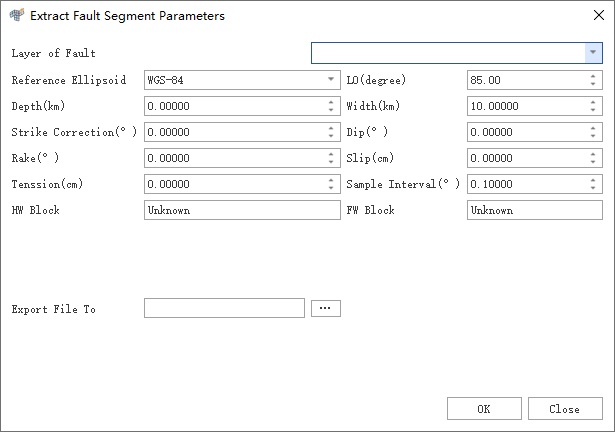 Extract Fault Segment Parameters
Layer of Fault
Reference Ellipsoid WGS-84 LO(degree) 85.00
Depth(km) 0.00000 Width(km) 10.00000
Strike Correction(°) 0.00000 Dip(°) 0.00000
Rake(°) 0.00000 Slip(cm) 0.00000
Tenssion(cm) 0.00000 Sample Interval(°) 0.10000
HW Block Unknown FW Block Unknown
Export File To ...
OK Close